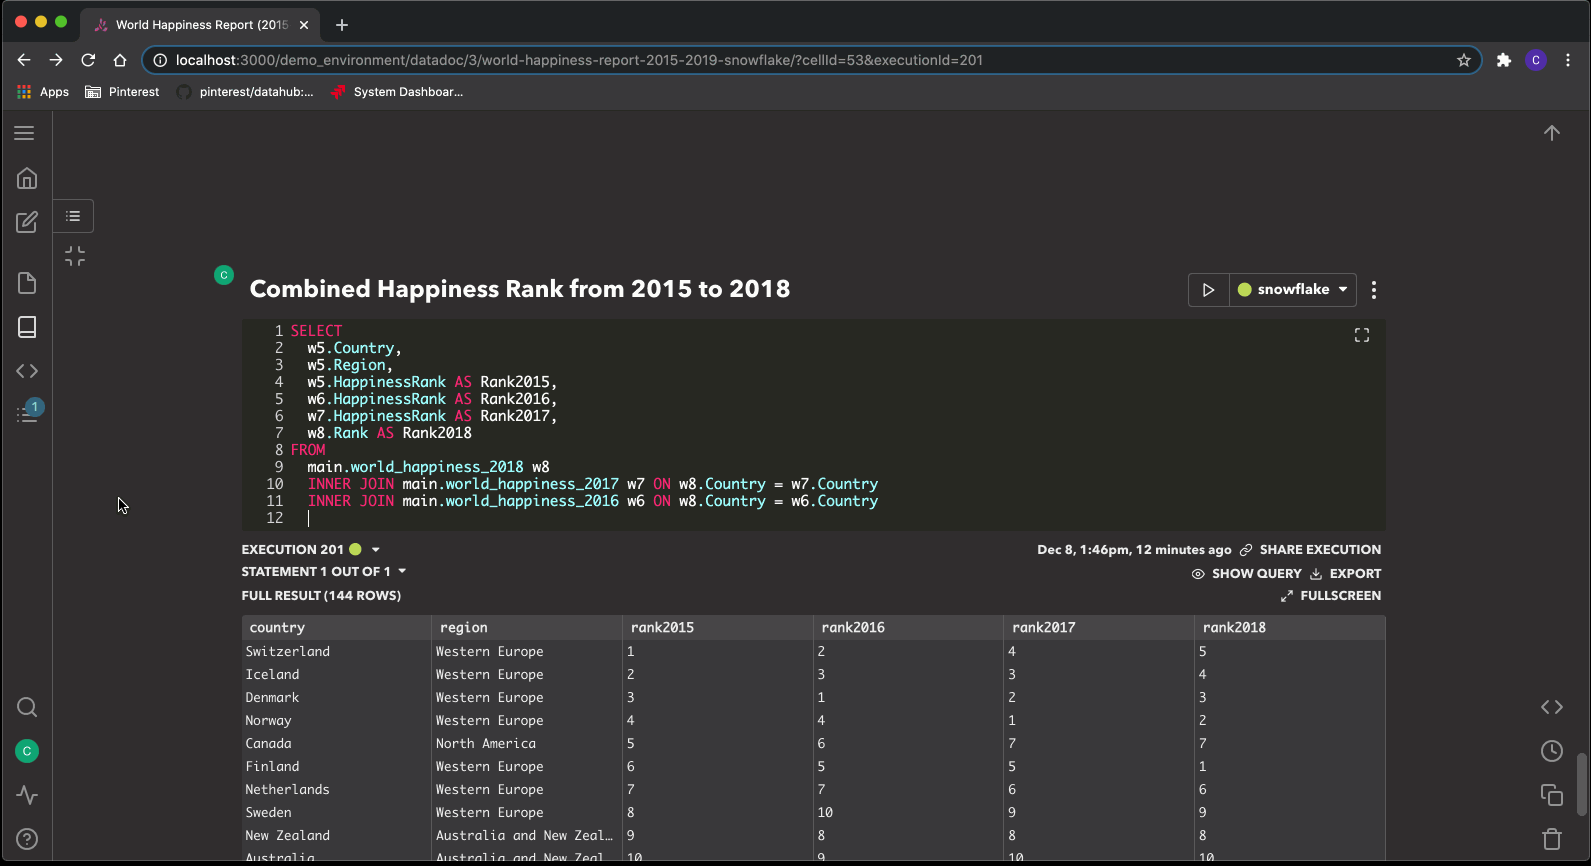 World Happiness Report (2015
localhost:3000/demo_environment/datadoc/3/world-happiness-report-2015-2019-snowflake/?cellId=53&executionId=201
C
Apps Pinterest pinterest/datahub:... System Dashboar...
C
Combined Happiness Rank from 2015 to 2018
snowflake
1 SELECT
2 w5.Country,
3 w5.Region,
4 w5.HappinessRank AS Rank2015,
5 w6.HappinessRank AS Rank2016,
6 w7.HappinessRank AS Rank2017,
7 w8.Rank AS Rank2018
8 FROM
9 main.world_happiness_2018 w8
10 INNER JOIN main.world_happiness_2017 w7 ON w8.Country = w7.Country
11 INNER JOIN main.world_happiness_2016 w6 ON w8.Country = w6.Country
12
1
EXECUTION 201 Dec 8, 1:46pm, 12 minutes ago SHARE EXECUTION
STATEMENT 1 OUT OF 1 SHOW QUERY EXPORT
FULL RESULT (144 ROWS) FULLSCREEN
country region rank2015 rank2016 rank2017 rank2018
Switzerland Western Europe 1 2 4 5
Iceland Western Europe 2 3 3 4
Denmark Western Europe 3 1 2 3
Norway Western Europe 4 4 1 2
Canada North America 5 6 7 7
Finland Western Europe 6 5 5 1
Netherlands Western Europe 7 7 6 6
Sweden Western Europe 8 10 9 9
New Zealand Australia and New Zeal… 9 8 8 8
Australia Australia and New Zeal… 10 9 10 10
C